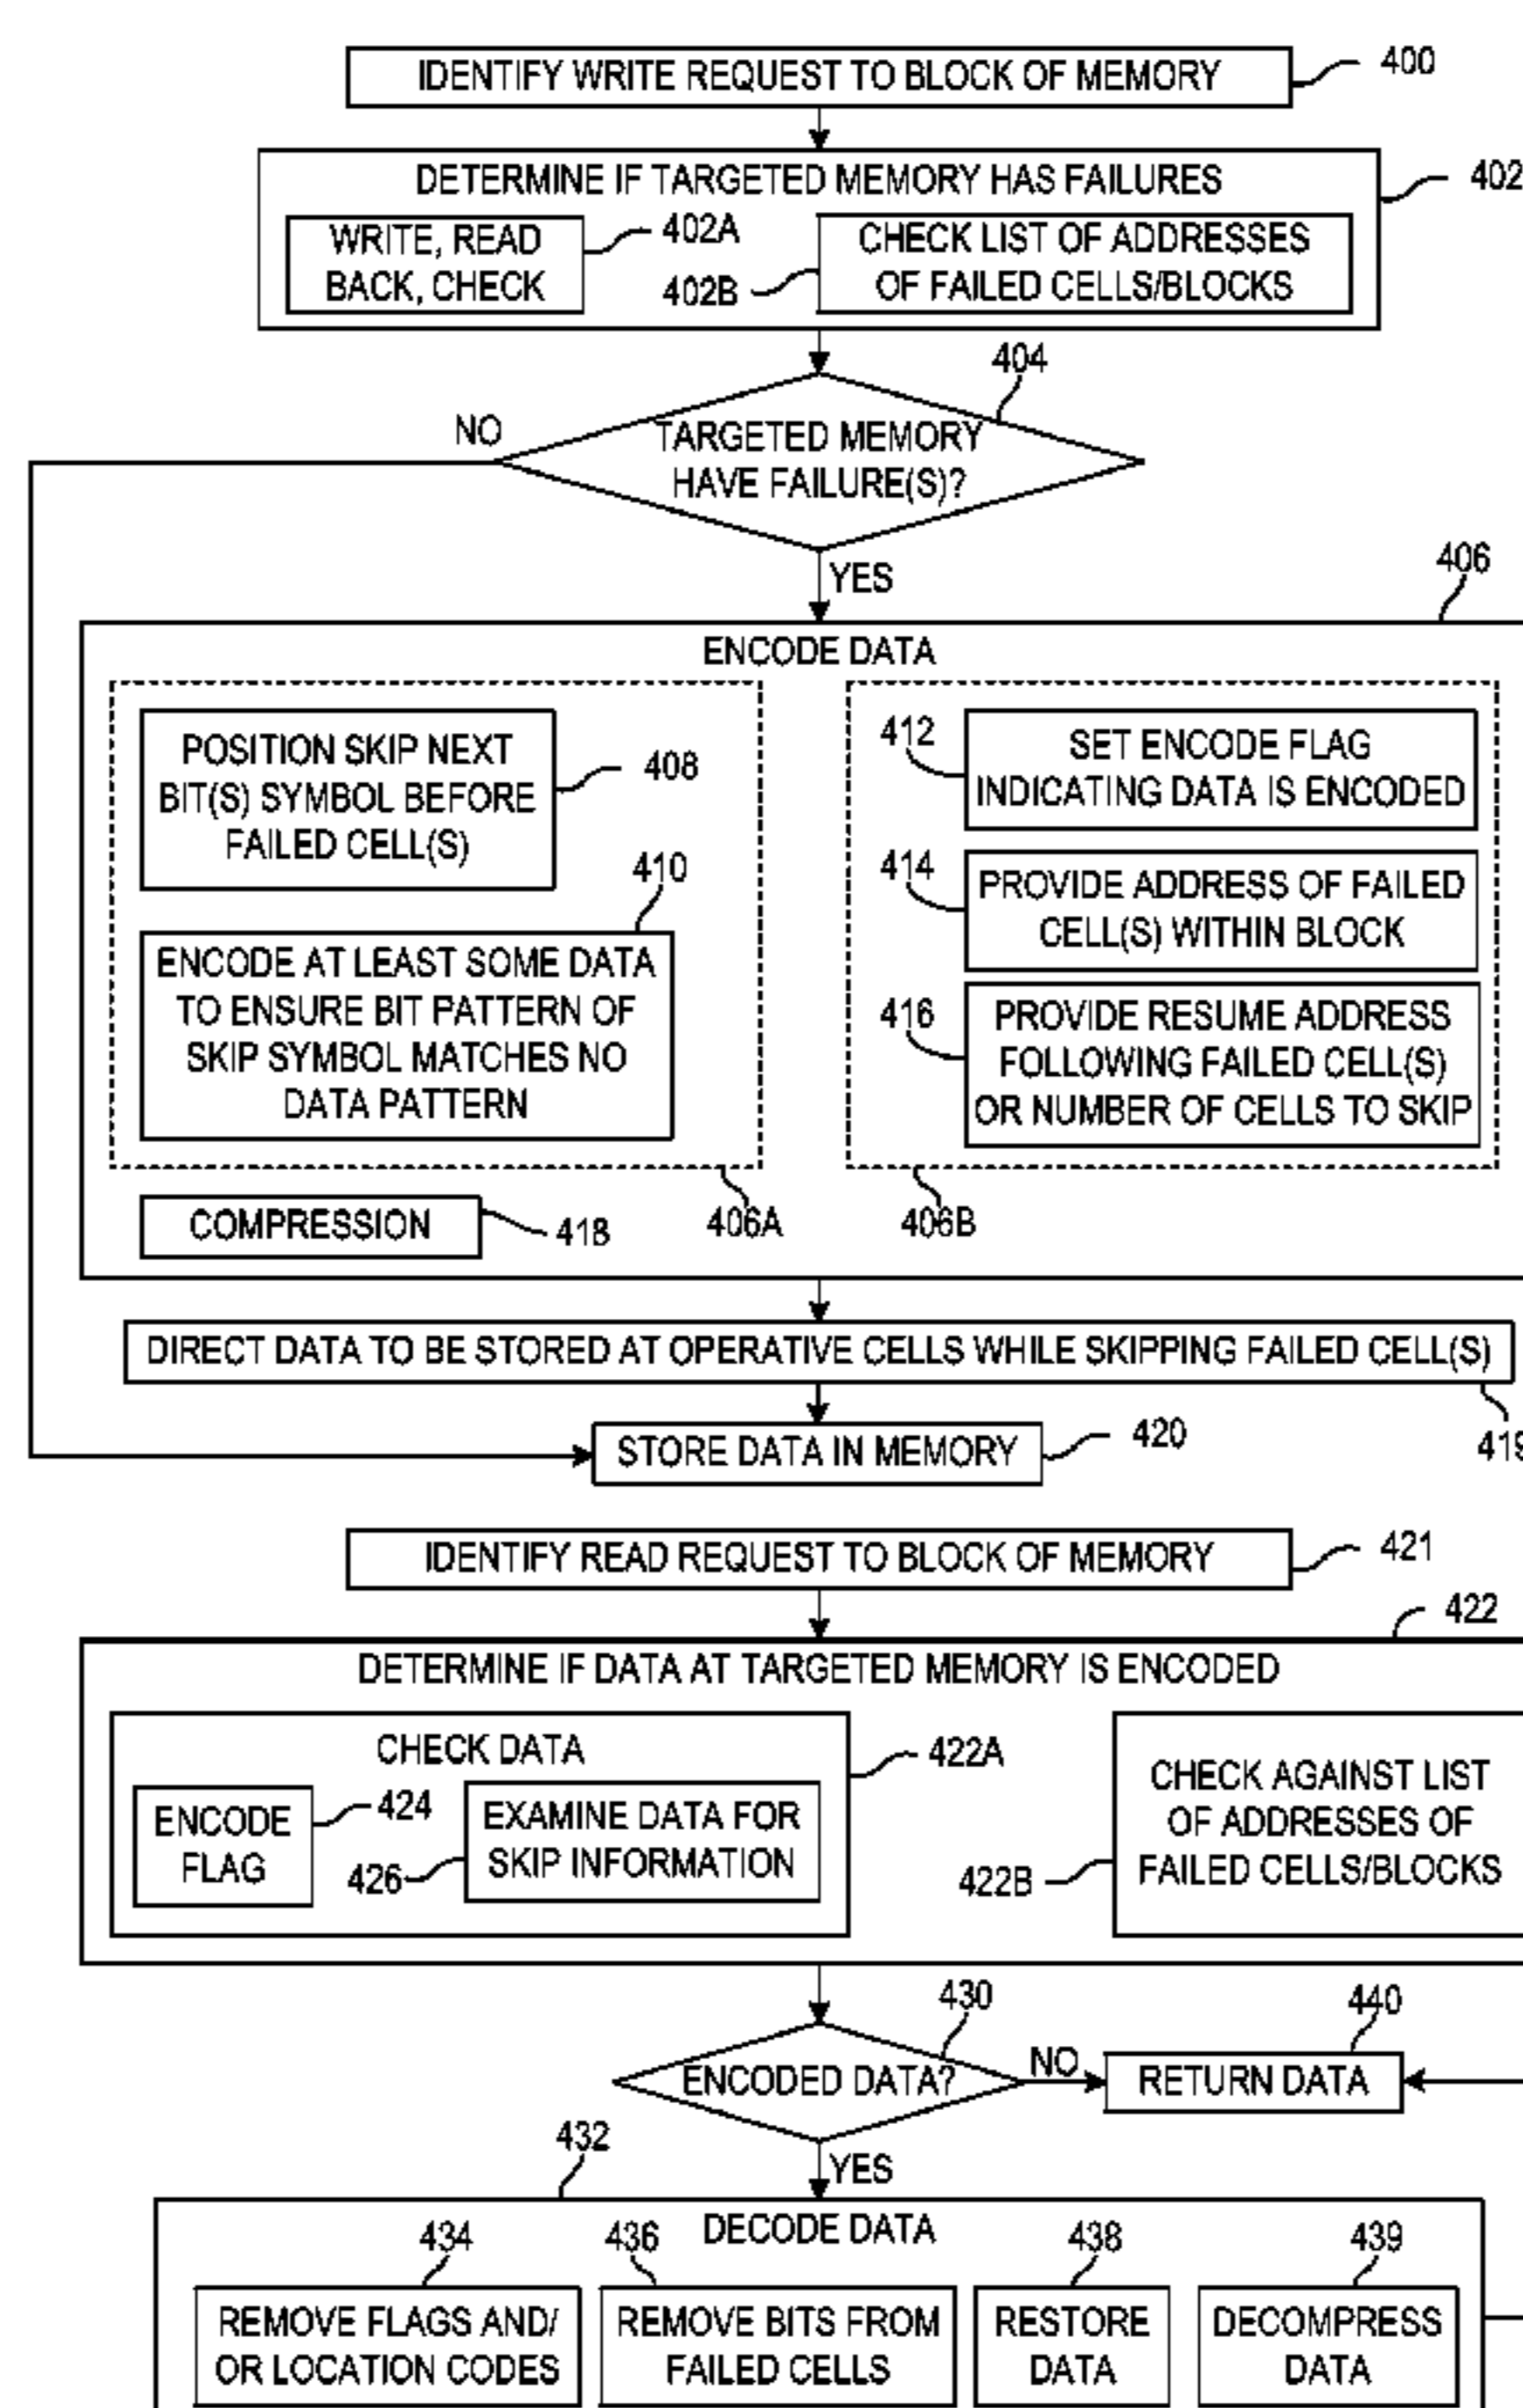 IDENTIFY WRITE REQUEST TO BLOCK OF MEMORY
400
DETERMINE IF TARGETED MEMORY HAS FAILURES
402
WRITE, READ
BACK, CHECK
402A
402B
CHECK LIST OF ADDRESSES
OF FAILED CELLS/BLOCKS
404
NO
TARGETED MEMORY
HAVE FAILURE(S)?
YES
406
ENCODE DATA
POSITION SKIP NEXT
BIT(S) SYMBOL BEFORE
FAILED CELL(S)
408
410
ENCODE AT LEAST SOME DATA
TO ENSURE BIT PATTERN OF
SKIP SYMBOL MATCHES NO
DATA PATTERN
406A
412
SET ENCODE FLAG
INDICATING DATA IS ENCODED
414
PROVIDE ADDRESS OF FAILED
CELL(S) WITHIN BLOCK
416
PROVIDE RESUME ADDRESS
FOLLOWING FAILED CELL(S)
OR NUMBER OF CELLS TO SKIP
406B
COMPRESSION
418
DIRECT DATA TO BE STORED AT OPERATIVE CELLS WHILE SKIPPING FAILED CELL(S)
419
STORE DATA IN MEMORY
420
IDENTIFY READ REQUEST TO BLOCK OF MEMORY
421
422
DETERMINE IF DATA AT TARGETED MEMORY IS ENCODED
CHECK DATA
422A
ENCODE
FLAG
424
426
EXAMINE DATA FOR
SKIP INFORMATION
422B
CHECK AGAINST LIST
OF ADDRESSES OF
FAILED CELLS/BLOCKS
430
ENCODED DATA?
NO
440
RETURN DATA
YES
432
DECODE DATA
434
REMOVE FLAGS AND/
OR LOCATION CODES
436
REMOVE BITS FROM
FAILED CELLS
438
RESTORE
DATA
439
DECOMPRESS
DATA